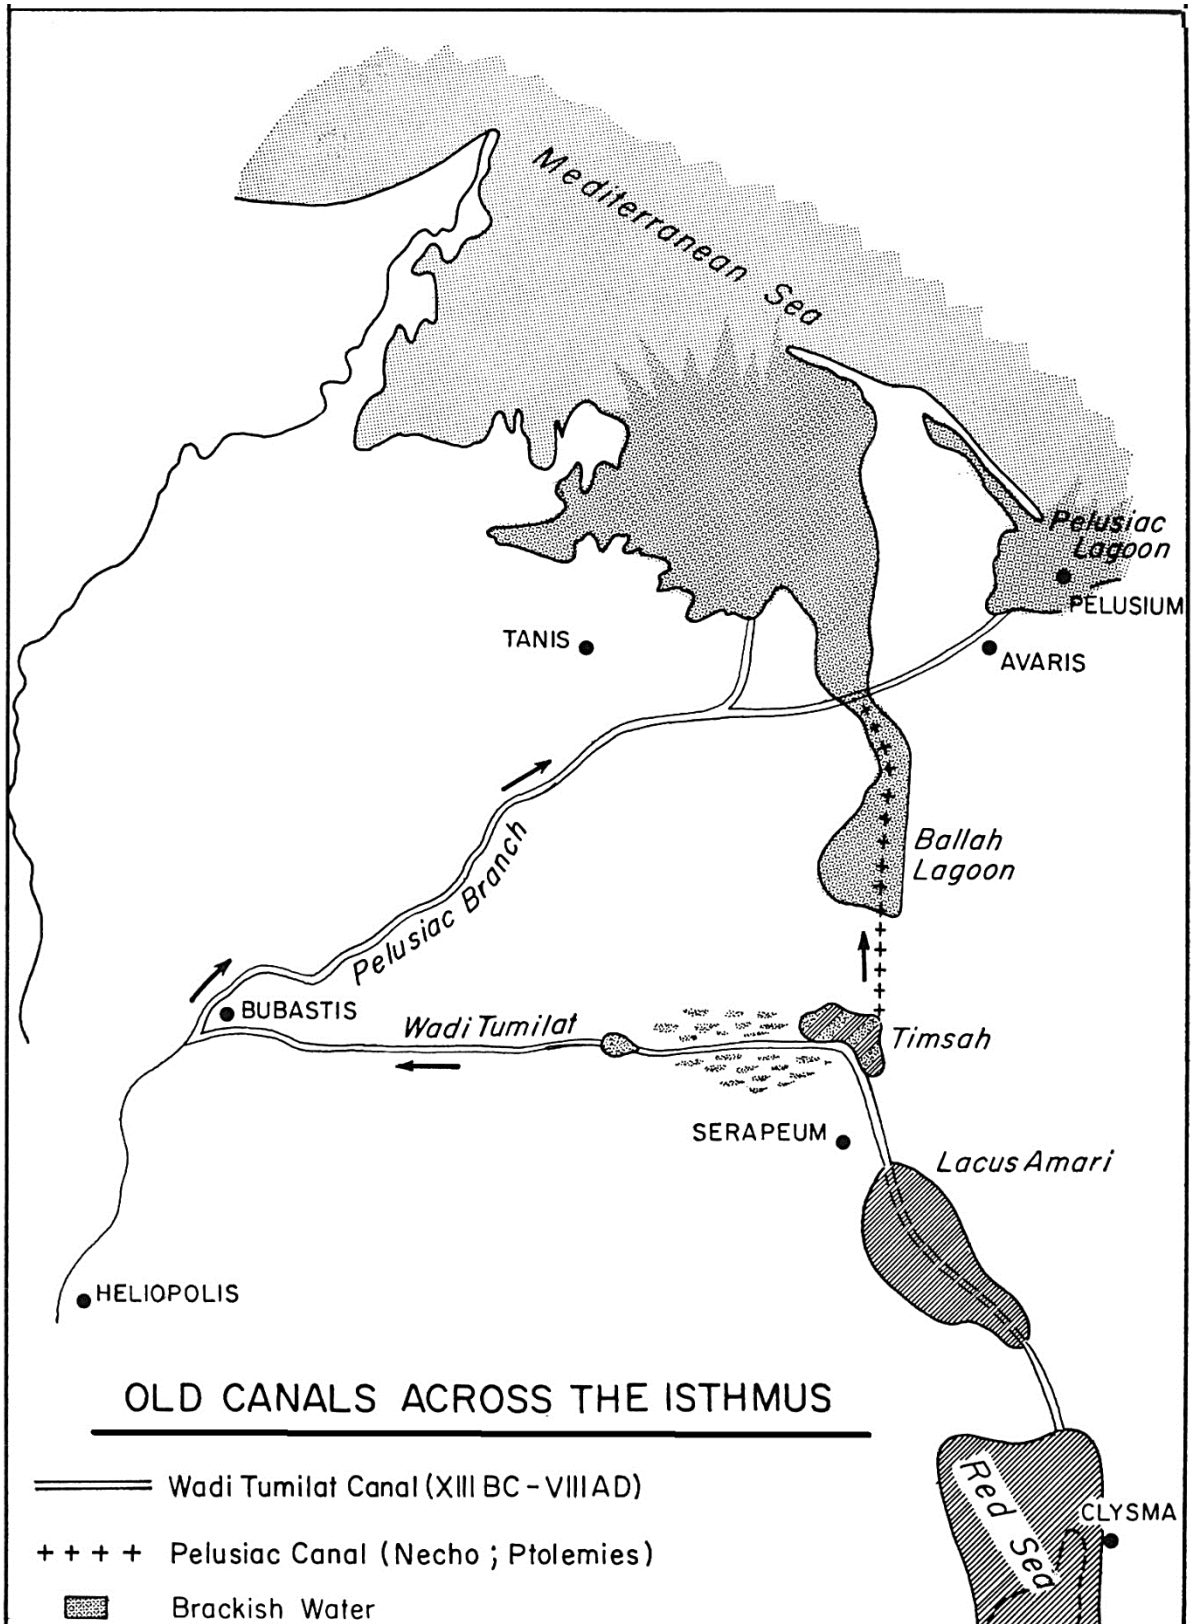 Mediterranean Sea
Pelusiac
Lagoon
PELUSIUM
TANIS
AVARIS
Ballah
Lagoon
Pelusiac Branch
BUBASTIS
Wadi Tumilat
Timsah
SERAPEUM
Lacus Amari
HELIOPOLIS
OLD CANALS ACROSS THE ISTHMUS
Wadi Tumilat Canal (XIII BC - VIII AD)
Red Sea
CLYSMA
++++ Pelusiac Canal (Necho ; Ptolemies)
Brackish Water